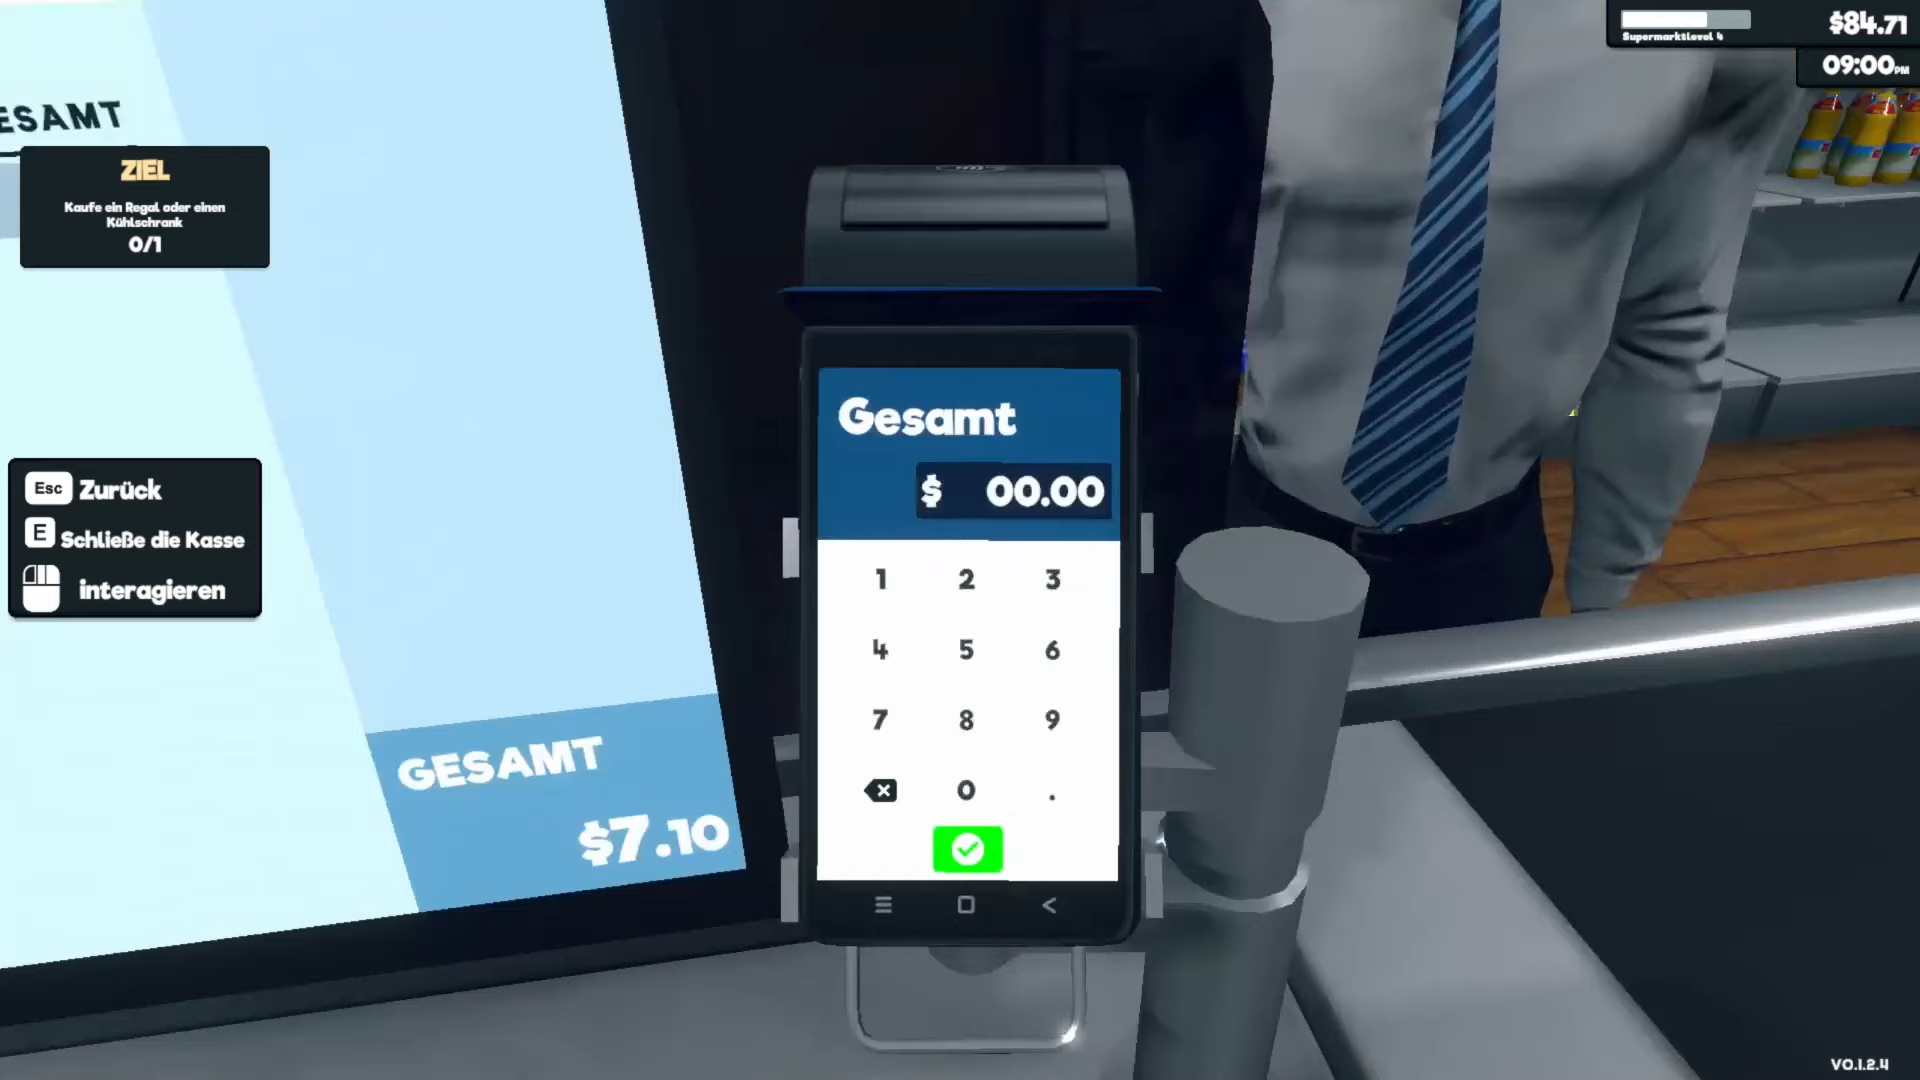 ESAMT
ZIEL
Kaufe ein Regal oder einen
Kühlschrank
0/1
Esc Zurück
E Schließe die Kasse
interagieren
GESAMT
$7.10
Gesamt
$ 00.00
1 2 3
4 5 6
7 8 9
0 .
$84.71
Supermarktlevel 4
09:00PM
V0.1.2.4